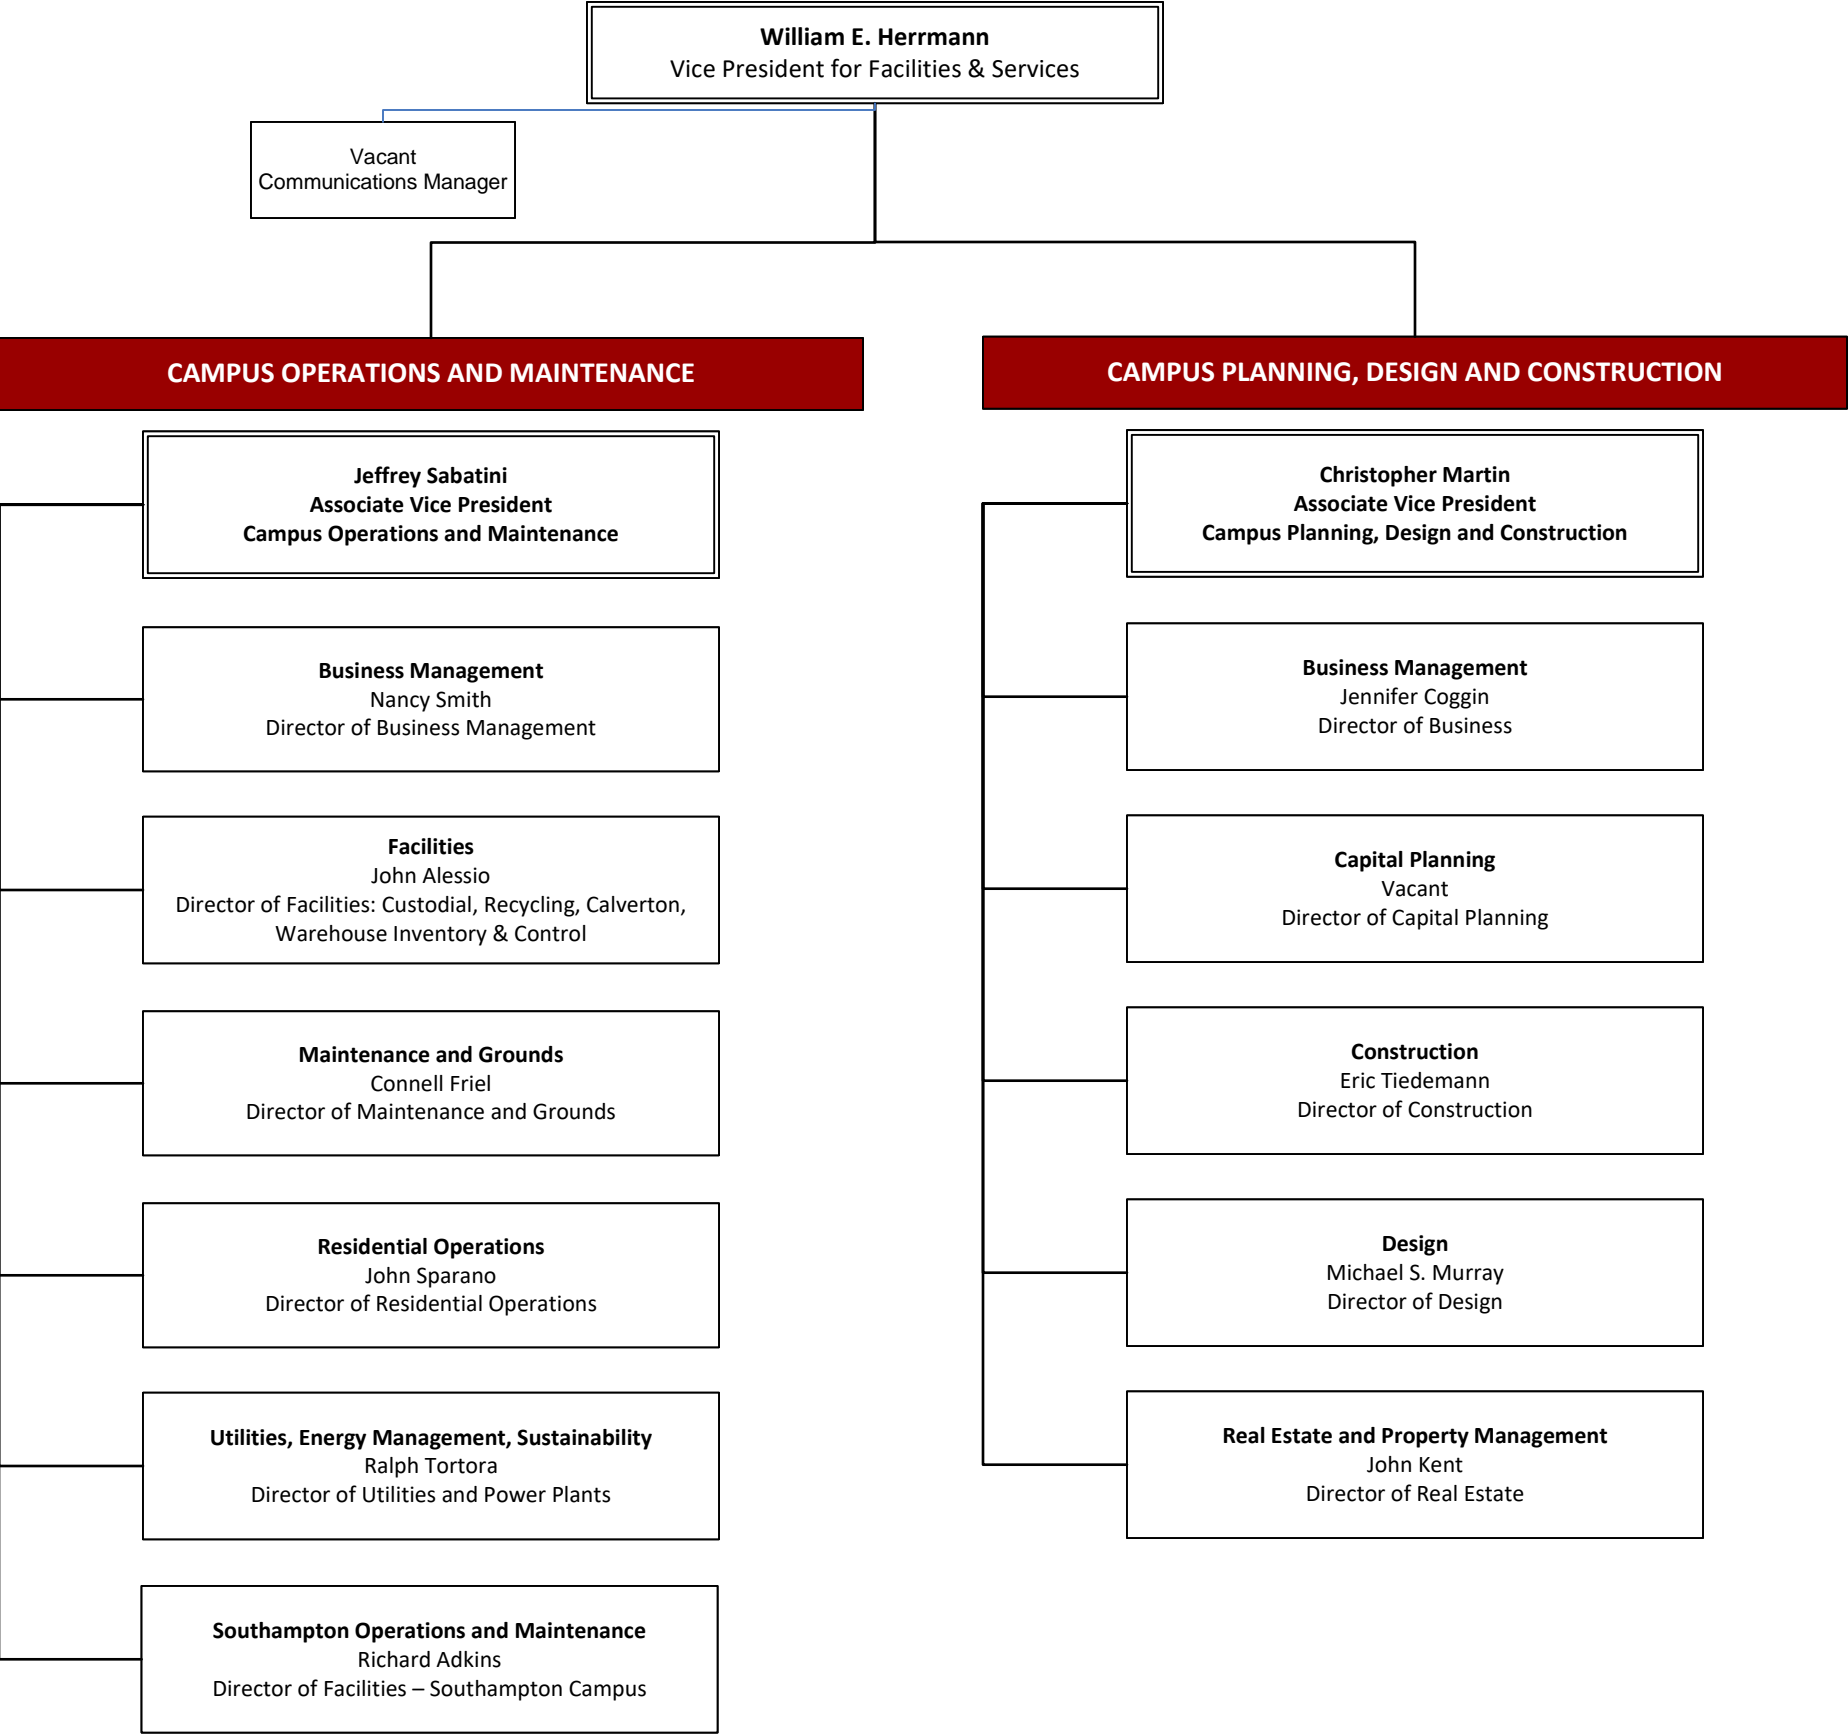 William E. Herrmann
Vice President for Facilities & Services
Vacant
Communications Manager
CAMPUS OPERATIONS AND MAINTENANCE
Jeffrey Sabatini
Associate Vice President
Campus Operations and Maintenance
Business Management
Nancy Smith
Director of Business Management
Facilities
John Alessio
Director of Facilities: Custodial, Recycling, Calverton,
Warehouse Inventory & Control
Maintenance and Grounds
Connell Friel
Director of Maintenance and Grounds
Residential Operations
John Sparano
Director of Residential Operations
Utilities, Energy Management, Sustainability
Ralph Tortora
Director of Utilities and Power Plants
Southampton Operations and Maintenance
Richard Adkins
Director of Facilities – Southampton Campus
CAMPUS PLANNING, DESIGN AND CONSTRUCTION
Christopher Martin
Associate Vice President
Campus Planning, Design and Construction
Business Management
Jennifer Coggin
Director of Business
Capital Planning
Vacant
Director of Capital Planning
Construction
Eric Tiedemann
Director of Construction
Design
Michael S. Murray
Director of Design
Real Estate and Property Management
John Kent
Director of Real Estate